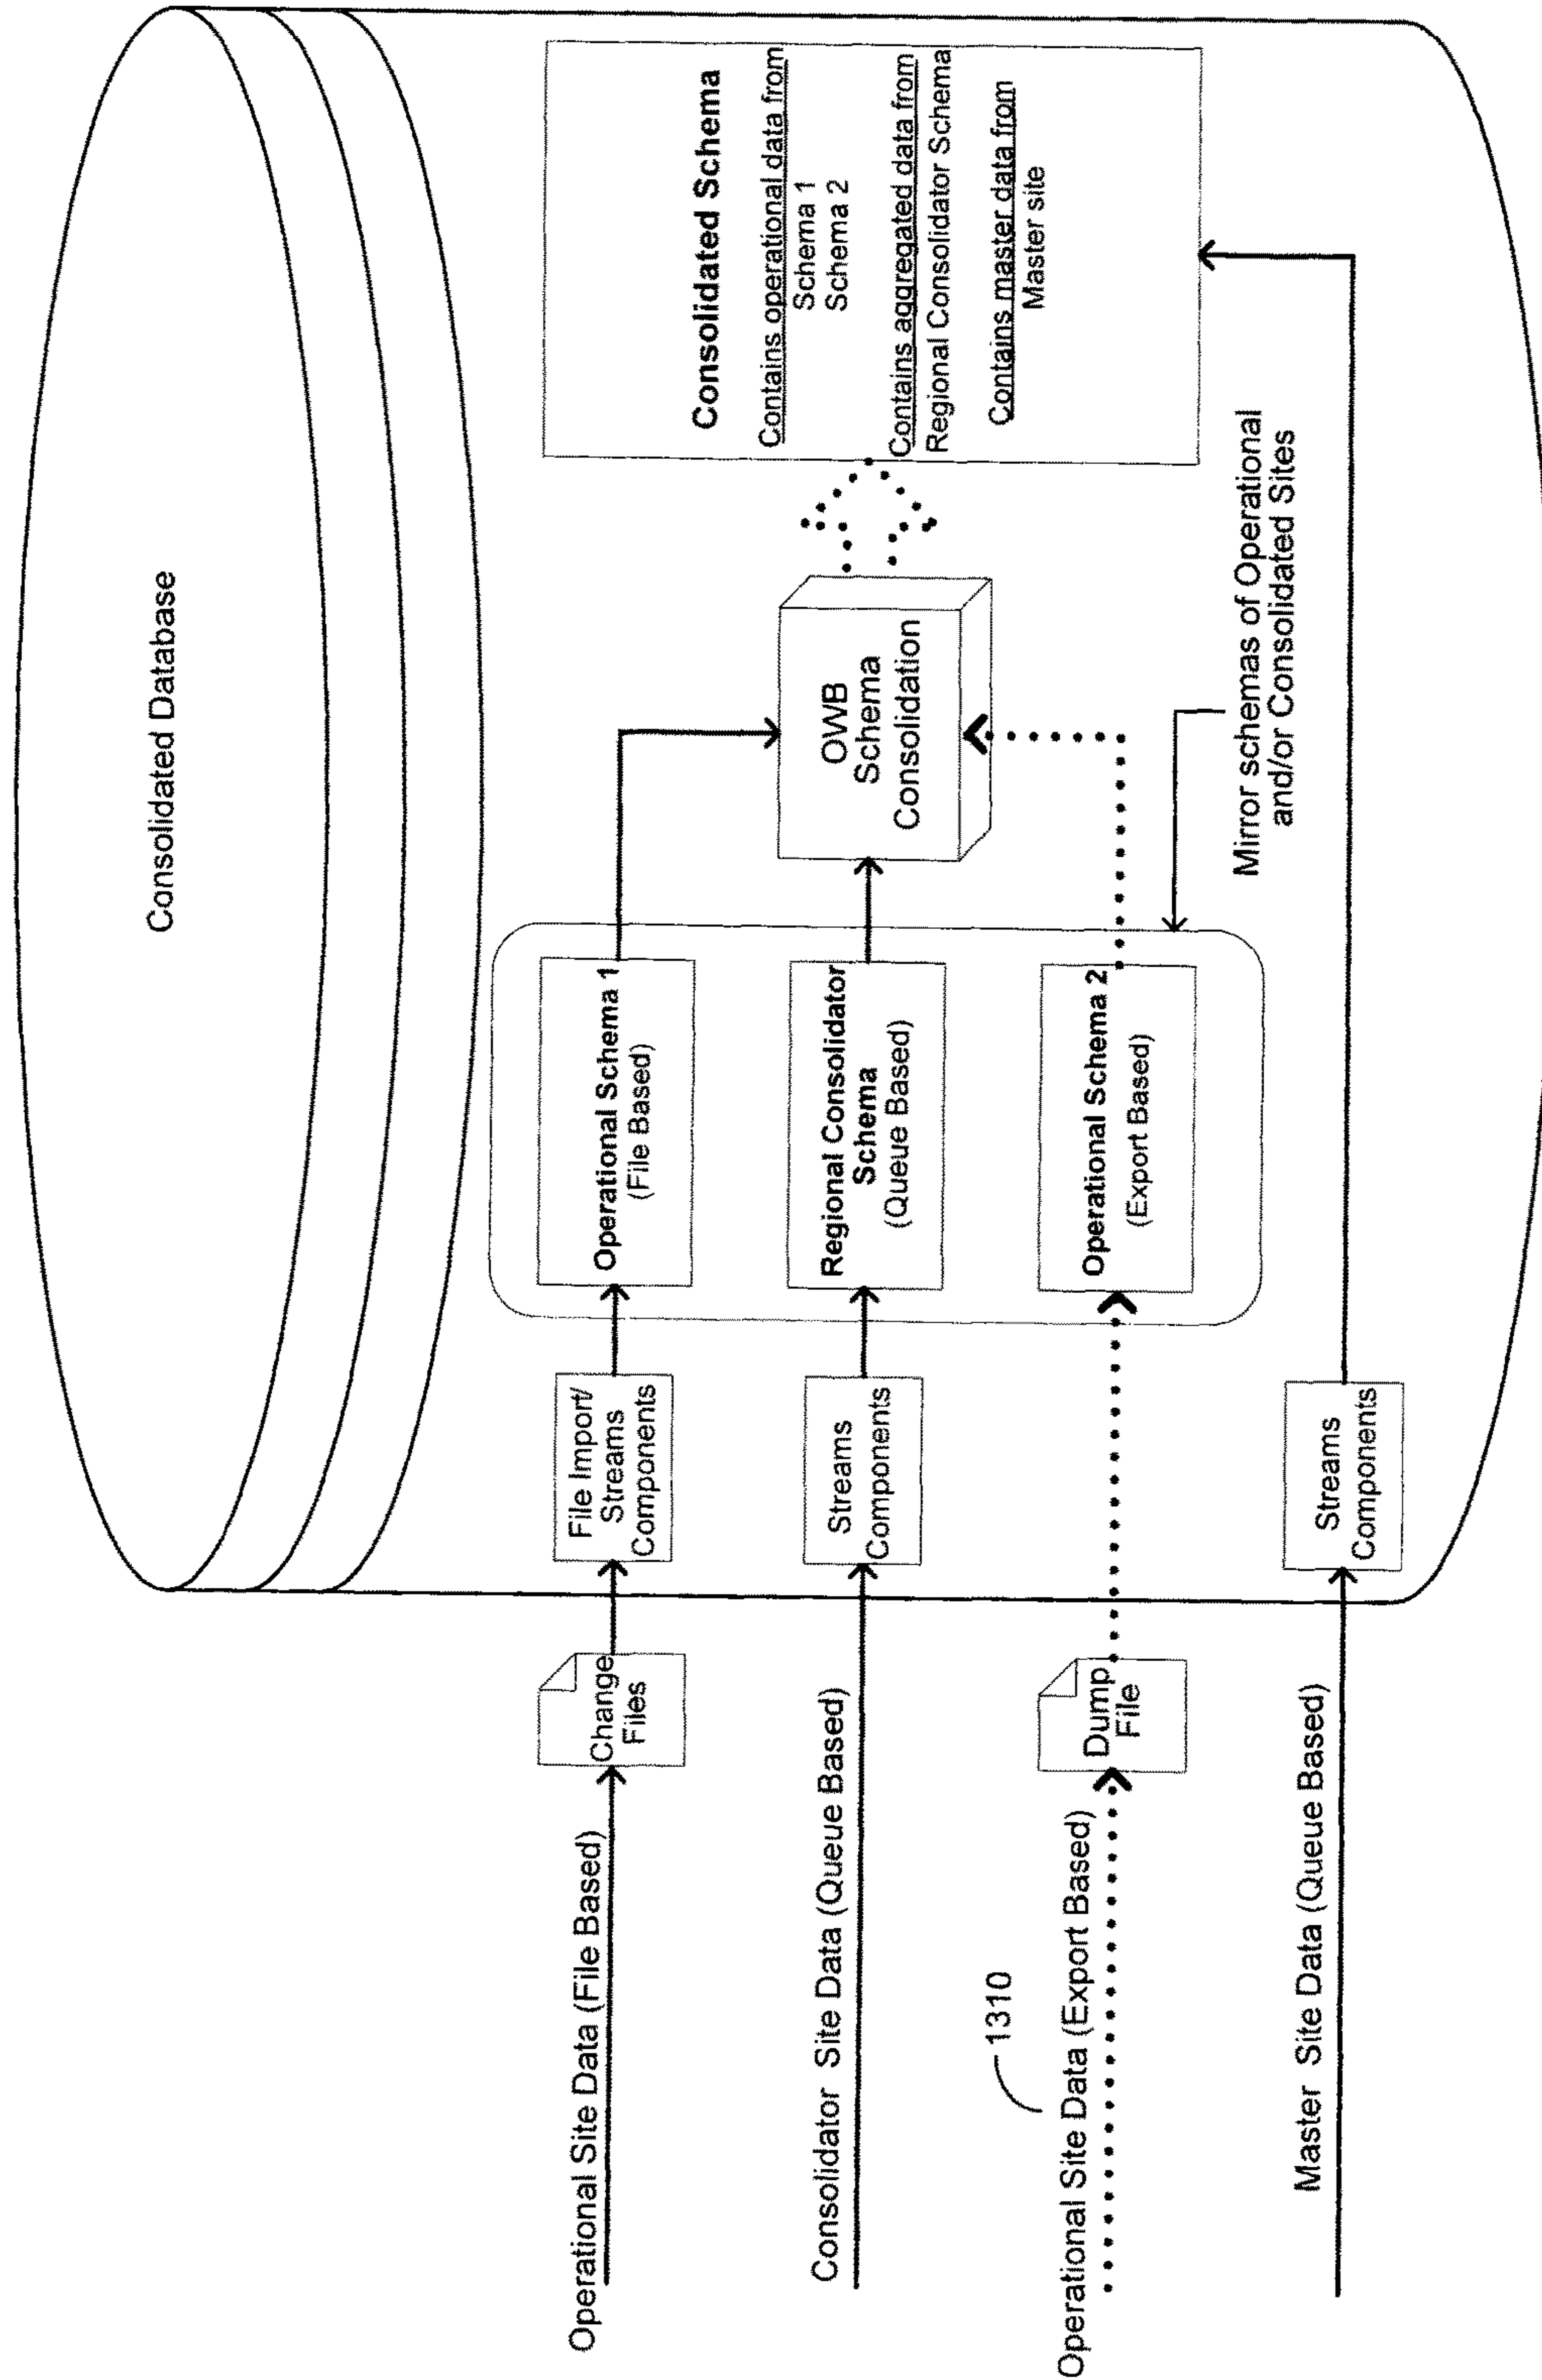 Consolidated Database
Operational Site Data (File Based)
Change
Files
File Import/
Streams
Components
Operational Schema 1
(File Based)
Consolidator Site Data (Queue Based)
Streams
Components
Regional Consolidator
Schema
(Queue Based)
1310
Operational Site Data (Export Based)
Dump
File
Operational Schema 2
(Export Based)
OWB
Schema
Consolidation
Consolidated Schema
Contains operational data from
Schema 1
Schema 2
Contains aggregated data from
Regional Consolidator Schema
Contains master data from
Master site
Mirror schemas of Operational
and/or Consolidated Sites
Master Site Data (Queue Based)
Streams
Components